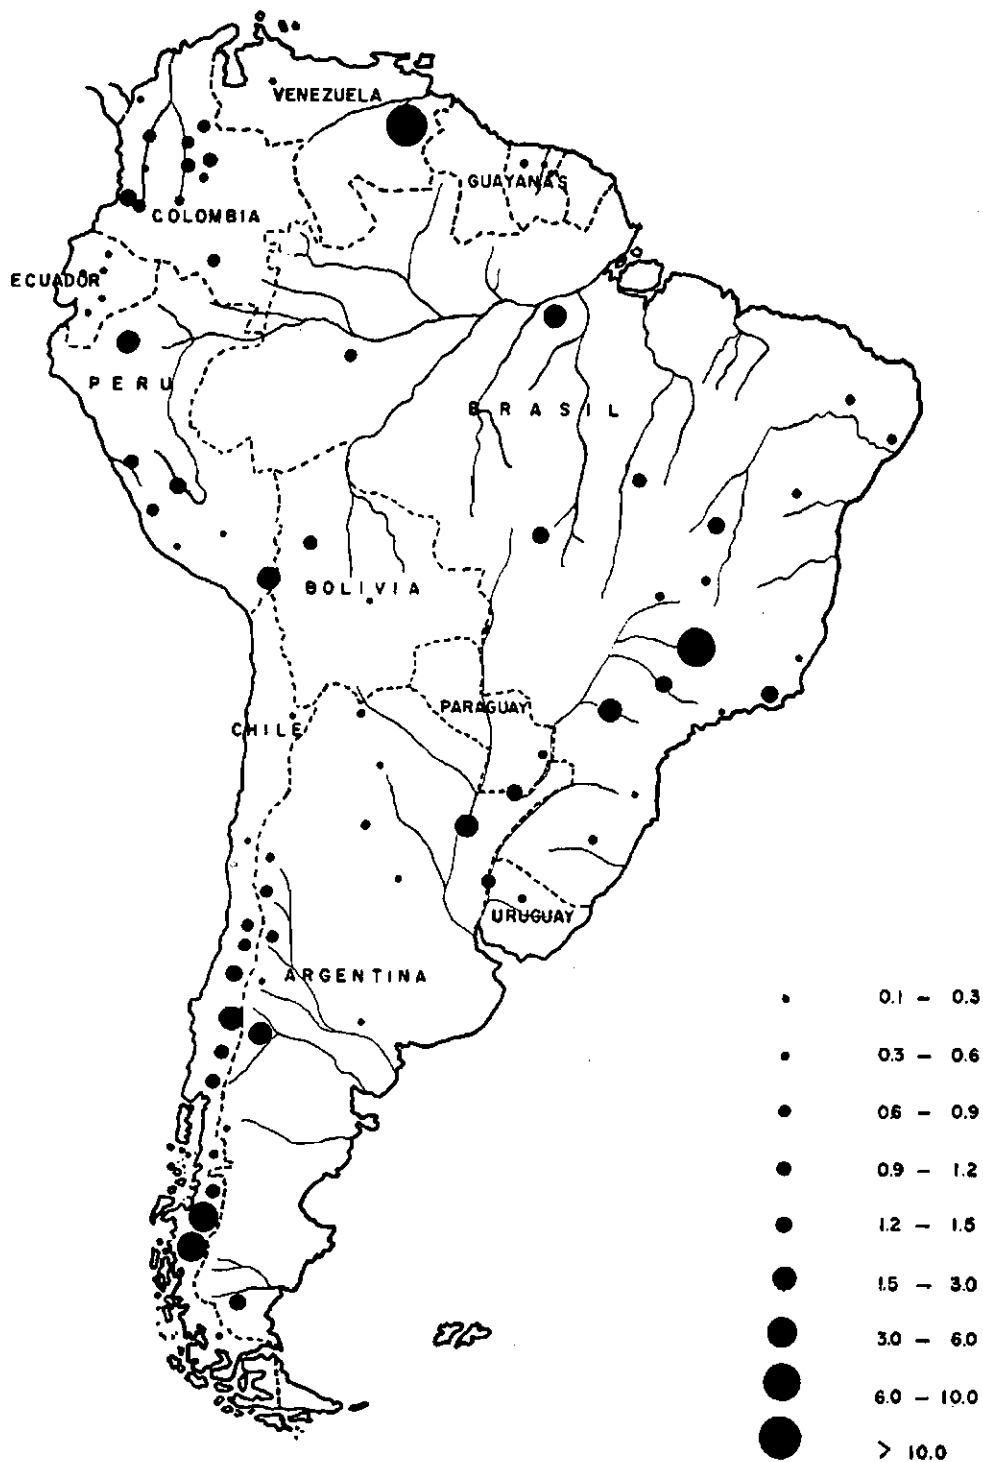 VENEZUELA
GUAYANAS
COLOMBIA
ECUADOR
PERU
BRASIL
BOLIVIA
PARAGUAY
CHILE
URUGUAY
ARGENTINA
0.1 – 0.3
0.3 – 0.6
0.6 – 0.9
0.9 – 1.2
1.2 – 1.5
1.5 – 3.0
3.0 – 6.0
6.0 – 10.0
> 10.0